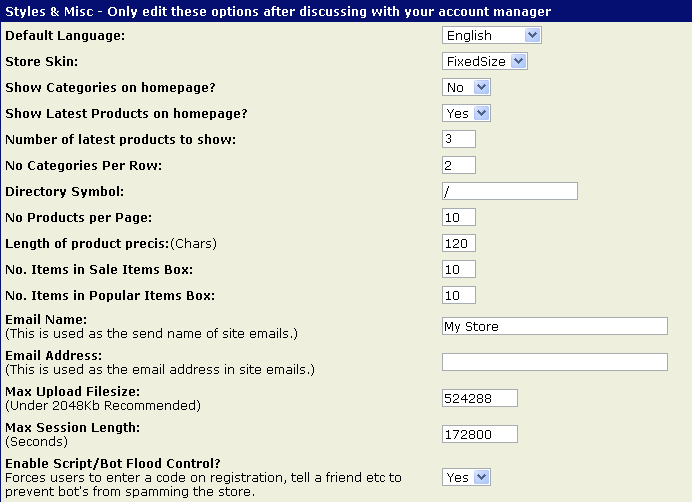 Styles & Misc - Only edit these options after discussing with your account manager
Default Language: English
Store Skin: FixedSize
Show Categories on homepage? No
Show Latest Products on homepage? Yes
Number of latest products to show: 3
No Categories Per Row: 2
Directory Symbol: /
No Products per Page: 10
Length of product precis:(Chars) 120
No. Items in Sale Items Box: 10
No. Items in Popular Items Box: 10
Email Name:
(This is used as the send name of site emails.) My Store
Email Address:
(This is used as the email address in site emails.)
Max Upload Filesize:
(Under 2048Kb Recommended) 524288
Max Session Length:
(Seconds) 172800
Enable Script/Bot Flood Control?
Forces users to enter a code on registration, tell a friend etc to Yes
prevent bot's from spamming the store.